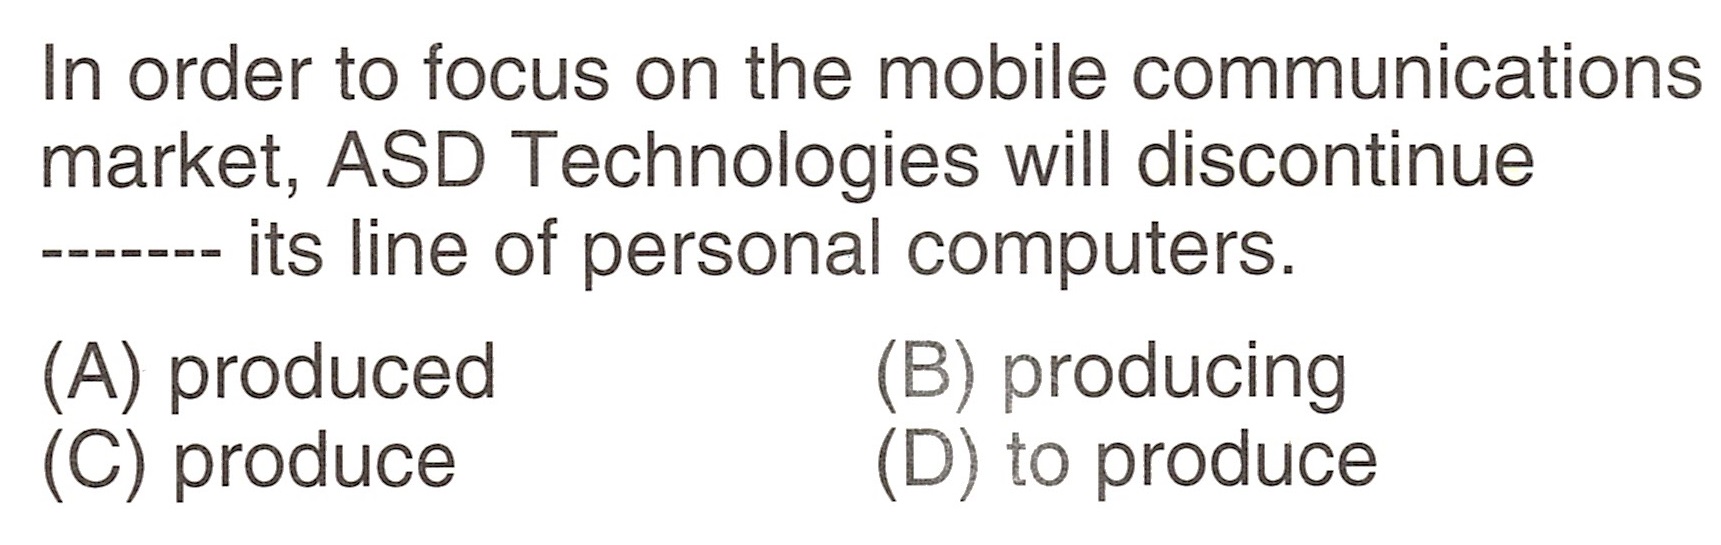 In order to focus on the mobile communications
market, ASD Technologies will discontinue
------- its line of personal computers.
(A) produced (B) producing
(C) produce (D) to produce